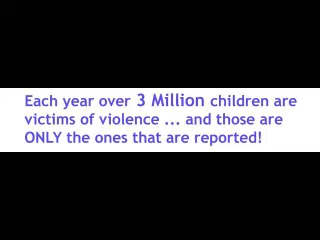 Each year over 3 Million children are
victims of violence ... and those are
ONLY the ones that are reported!